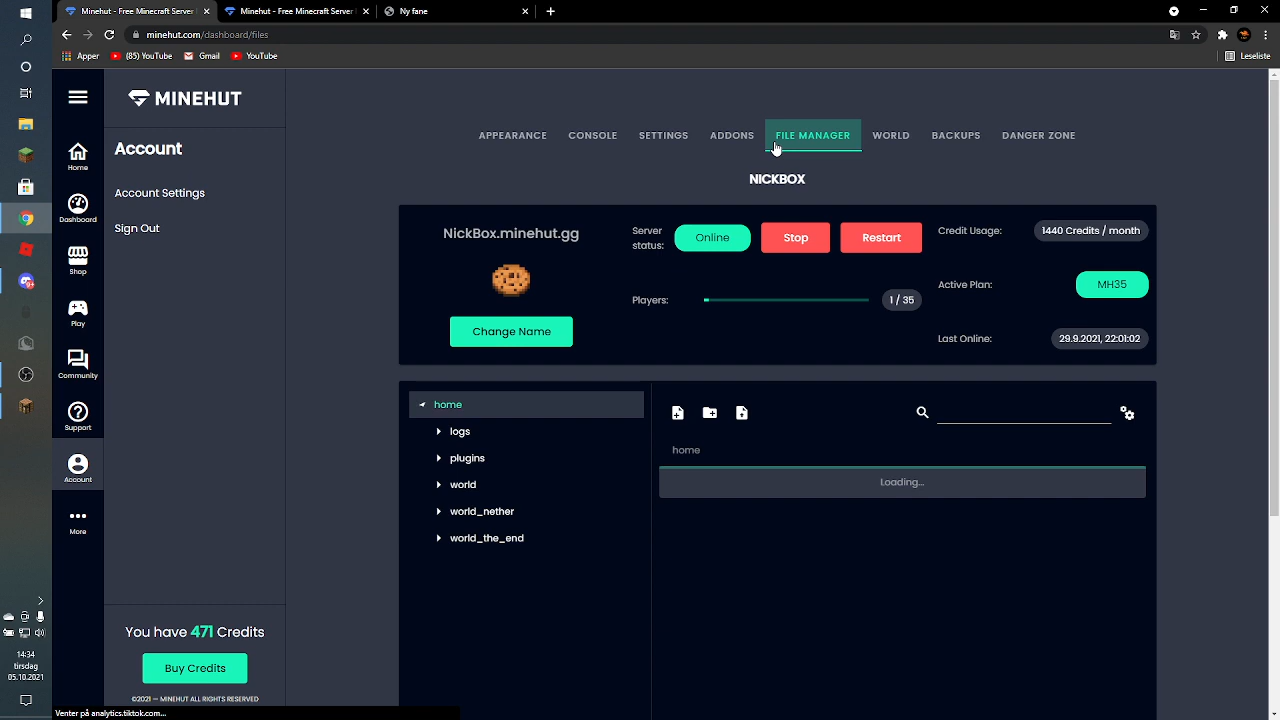 Minehut - Free Minecraft Server
Minehut - Free Minecraft Server
Ny fane
minehut.com/dashboard/files
Apper
(85) YouTube
Gmail
YouTube
Leseliste
MINEHUT
Home
Dashboard
Shop
Play
Community
Support
Account
More
Account
Account Settings
Sign Out
You have 471 Credits
Buy Credits
©2021 — MINEHUT ALL RIGHTS RESERVED
APPEARANCE
CONSOLE
SETTINGS
ADDONS
FILE MANAGER
WORLD
BACKUPS
DANGER ZONE
NICKBOX
NickBox.minehut.gg
Change Name
Server
status:
Online
Stop
Restart
Players:
1 / 35
Credit Usage:
1440 Credits / month
Active Plan:
MH35
Last Online:
29.9.2021, 22:01:02
home
logs
plugins
world
world_nether
world_the_end
home
Loading...
14:34
tirsdag
05.10.2021
Venter på analytics.tiktok.com...